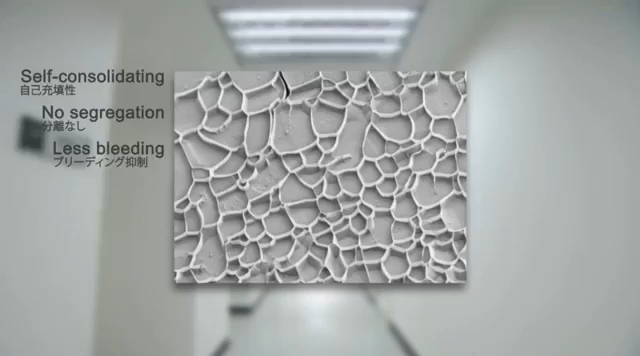 Self-consolidating
自己充填性
No segregation
分離なし
Less bleeding
ブリーディング抑制